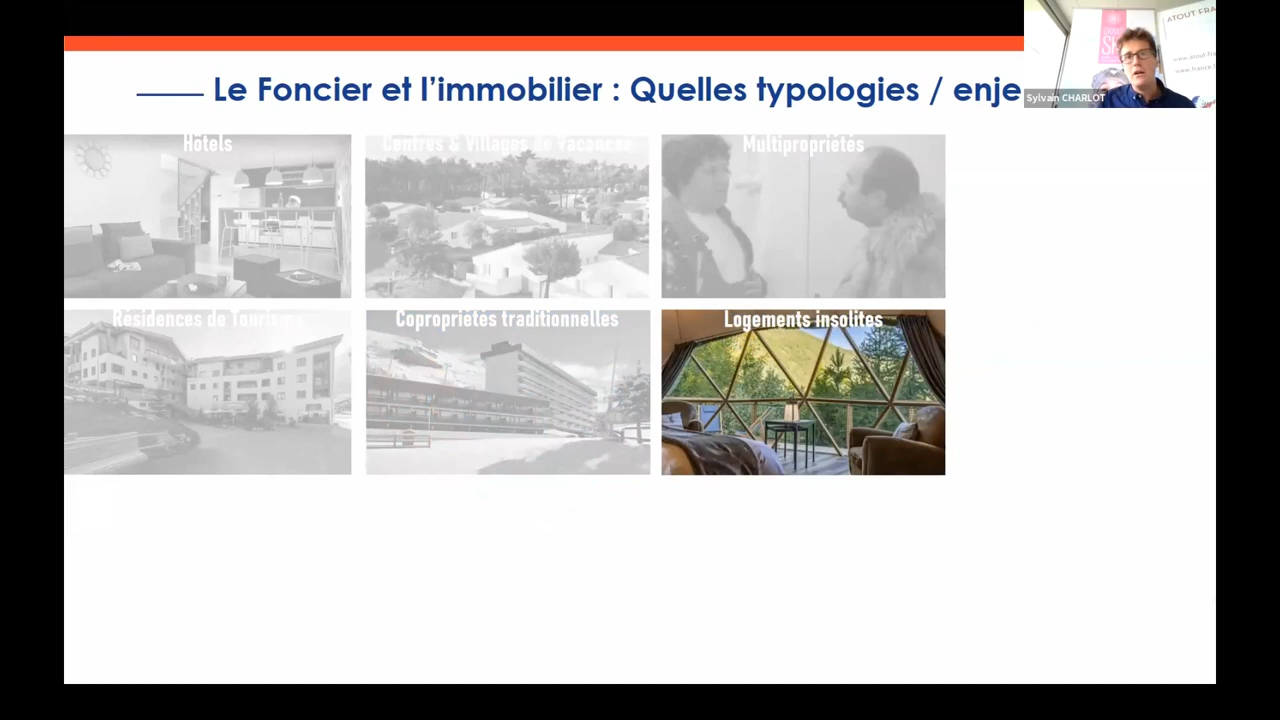 Le Foncier et l'immobilier : Quelles typologies / enje
Sylvain CHARLOT
ATOUT FRA
Hôtels
Centres & Villages de Vacances
Multipropriétés
Résidences de Tourisme
Copropriétés traditionnelles
Logements insolites